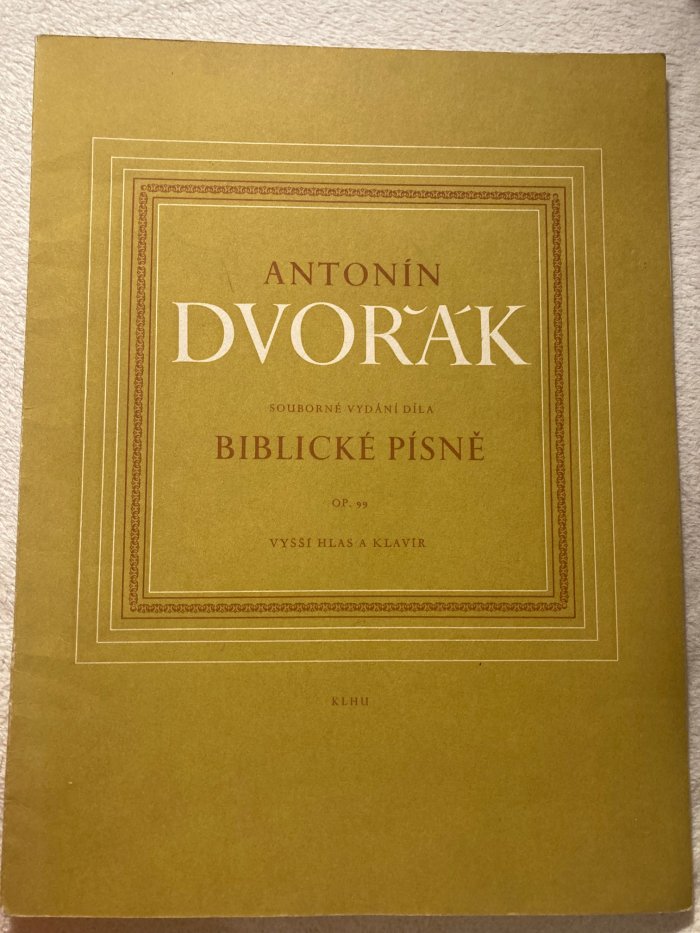 ANTONÍN
DVOŘÁK
SOUBORNÉ VYDÁNÍ DÍLA
BIBLICKÉ PÍSNĚ
OP. 99
VYŠŠÍ HLAS A KLAVÍR
KLHU